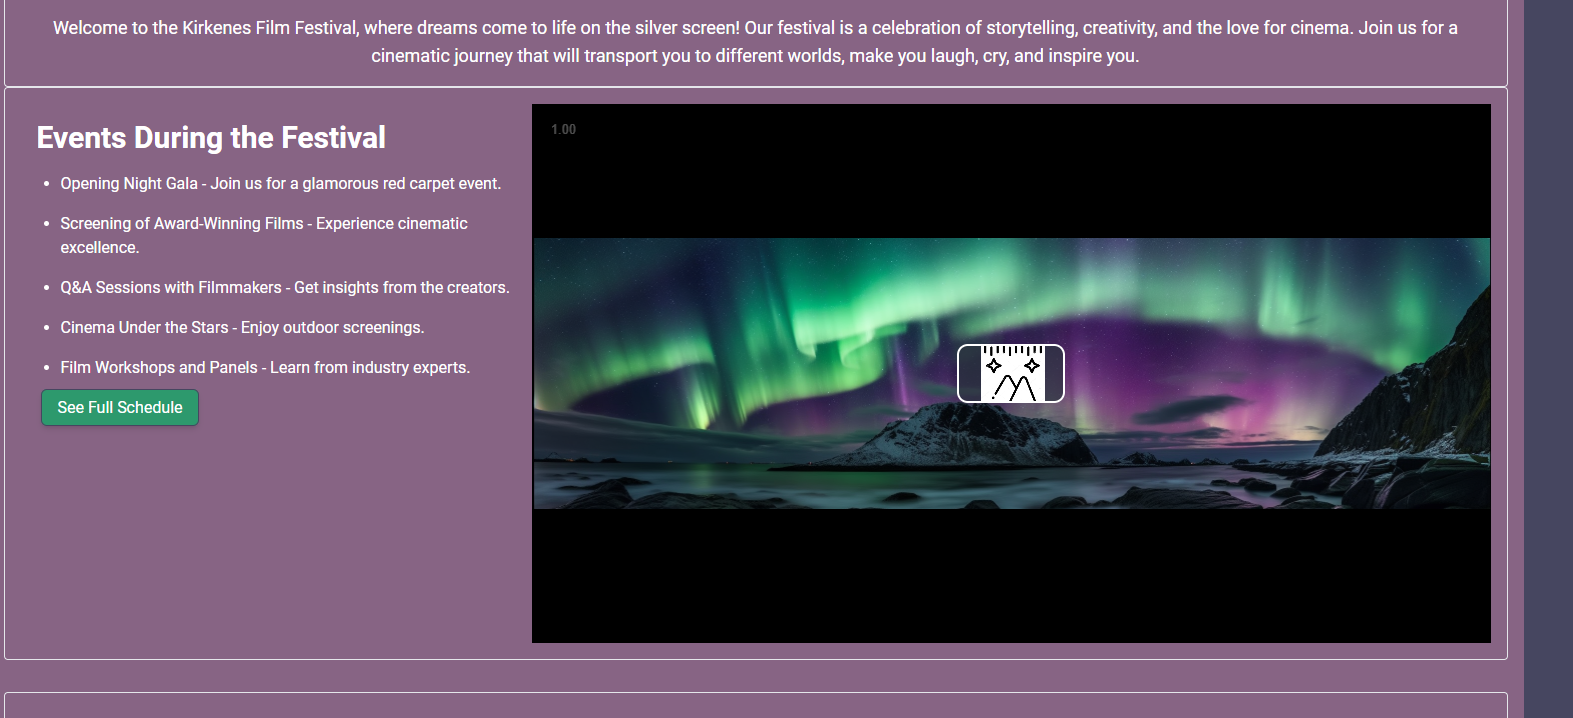 Welcome to the Kirkenes Film Festival, where dreams come to life on the silver screen! Our festival is a celebration of storytelling, creativity, and the love for cinema. Join us for a
cinematic journey that will transport you to different worlds, make you laugh, cry, and inspire you.
Events During the Festival
• Opening Night Gala - Join us for a glamorous red carpet event.
• Screening of Award-Winning Films - Experience cinematic
excellence.
• Q&A Sessions with Filmmakers - Get insights from the creators.
• Cinema Under the Stars - Enjoy outdoor screenings.
• Film Workshops and Panels - Learn from industry experts.
See Full Schedule
1.00